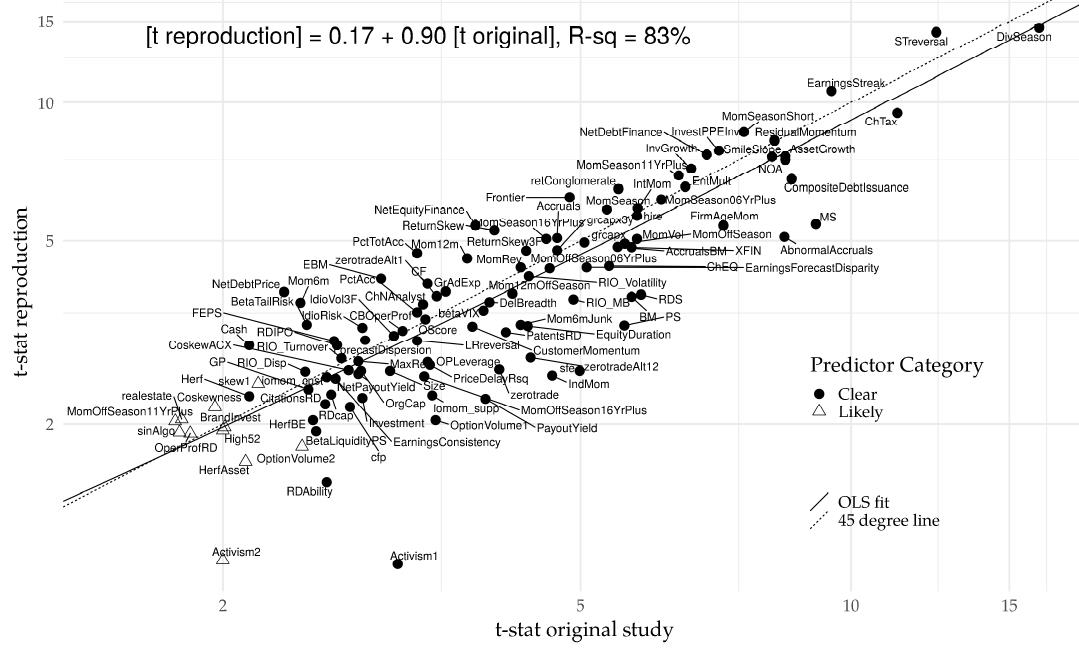 [t reproduction] = 0.17 + 0.90 [t original], R-sq = 83%
15
10
5
2
t-stat reproduction
STreversal
DivSeason
EarningsStreak
ChTax
MomSeasonShort
NetDebtFinance
InvestPPEInv
ResidualMomentum
InvGrowth
SmileSlope
AssetGrowth
MomSeason11YrPlus
NOA
retConglomerate
IntMom
EntMult
CompositeDebtIssuance
Frontier
Accruals
MomSeason
MomSeason06YrPlus
NetEquityFinance
MomSeason16YrPlus
grcapx3y
hire
FirmAgeMom
MS
ReturnSkew
PctTotAcc
Mom12m
ReturnSkew3F
grcapx
MomVol
MomOffSeason
AbnormalAccruals
EBM
zerotradeAlt1
MomRev
MomOffSeason06YrPlus
AccrualsBM
XFIN
ChEQ
EarningsForecastDisparity
NetDebtPrice
Mom6m
PctAcc
CF
GrAdExp
Mom12mOffSeason
RIO_Volatility
BetaTailRisk
IdioVol3F
ChNAnalyst
DelBreadth
RIO_MB
RDS
FEPS
IdioRisk
CBOperProf
betaVIX
Mom6mJunk
BM
PS
Cash
RDIPO
OScore
PatentsRD
EquityDuration
CoskewACX
RIO_Turnover
ForecastDispersion
LRreversal
CustomerMomentum
GP
RIO_Disp
MaxRet
OPLeverage
sfe
zerotradeAlt12
Herf
skew1
iomom_cust
NetPayoutYield
Size
PriceDelayRsq
IndMom
realestate
Coskewness
CitationsRD
OrgCap
zerotrade
MomOffSeason11YrPlus
BrandInvest
RDcap
Iomom_supp
MomOffSeason16YrPlus
sinAlgo
High52
HerfBE
Investment
OptionVolume1
PayoutYield
OperProfRD
BetaLiquidityPS
EarningsConsistency
HerfAsset
OptionVolume2
cfp
RDAbility
Activism2
Activism1
Predictor Category
Clear
Likely
OLS fit
45 degree line
2
5
10
15
t-stat original study